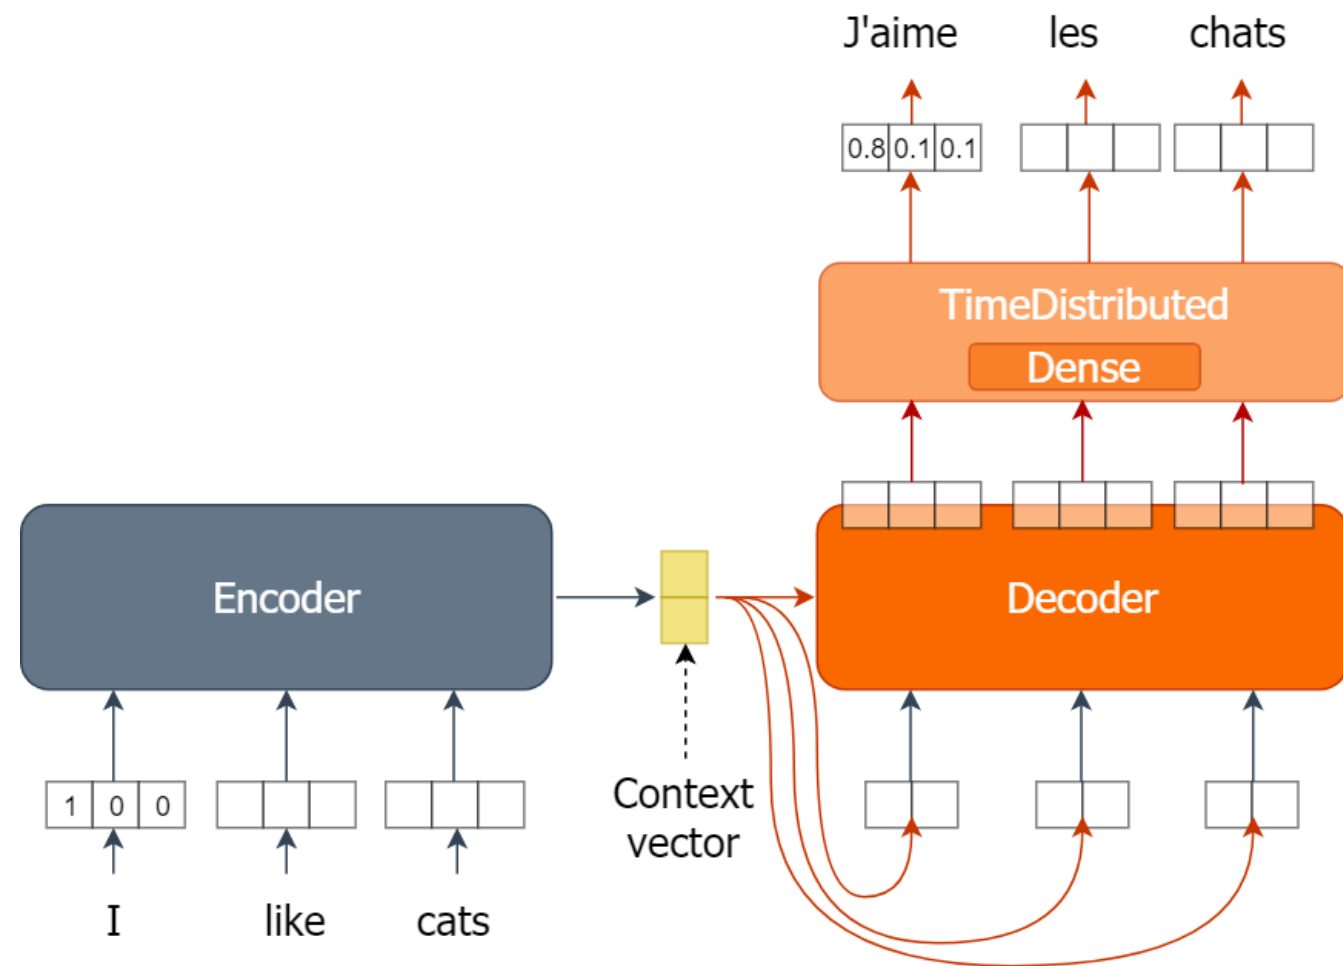 J'aime les chats
0.8 0.1 0.1
TimeDistributed
Dense
Encoder
Decoder
1 0 0
Context
vector
I like cats